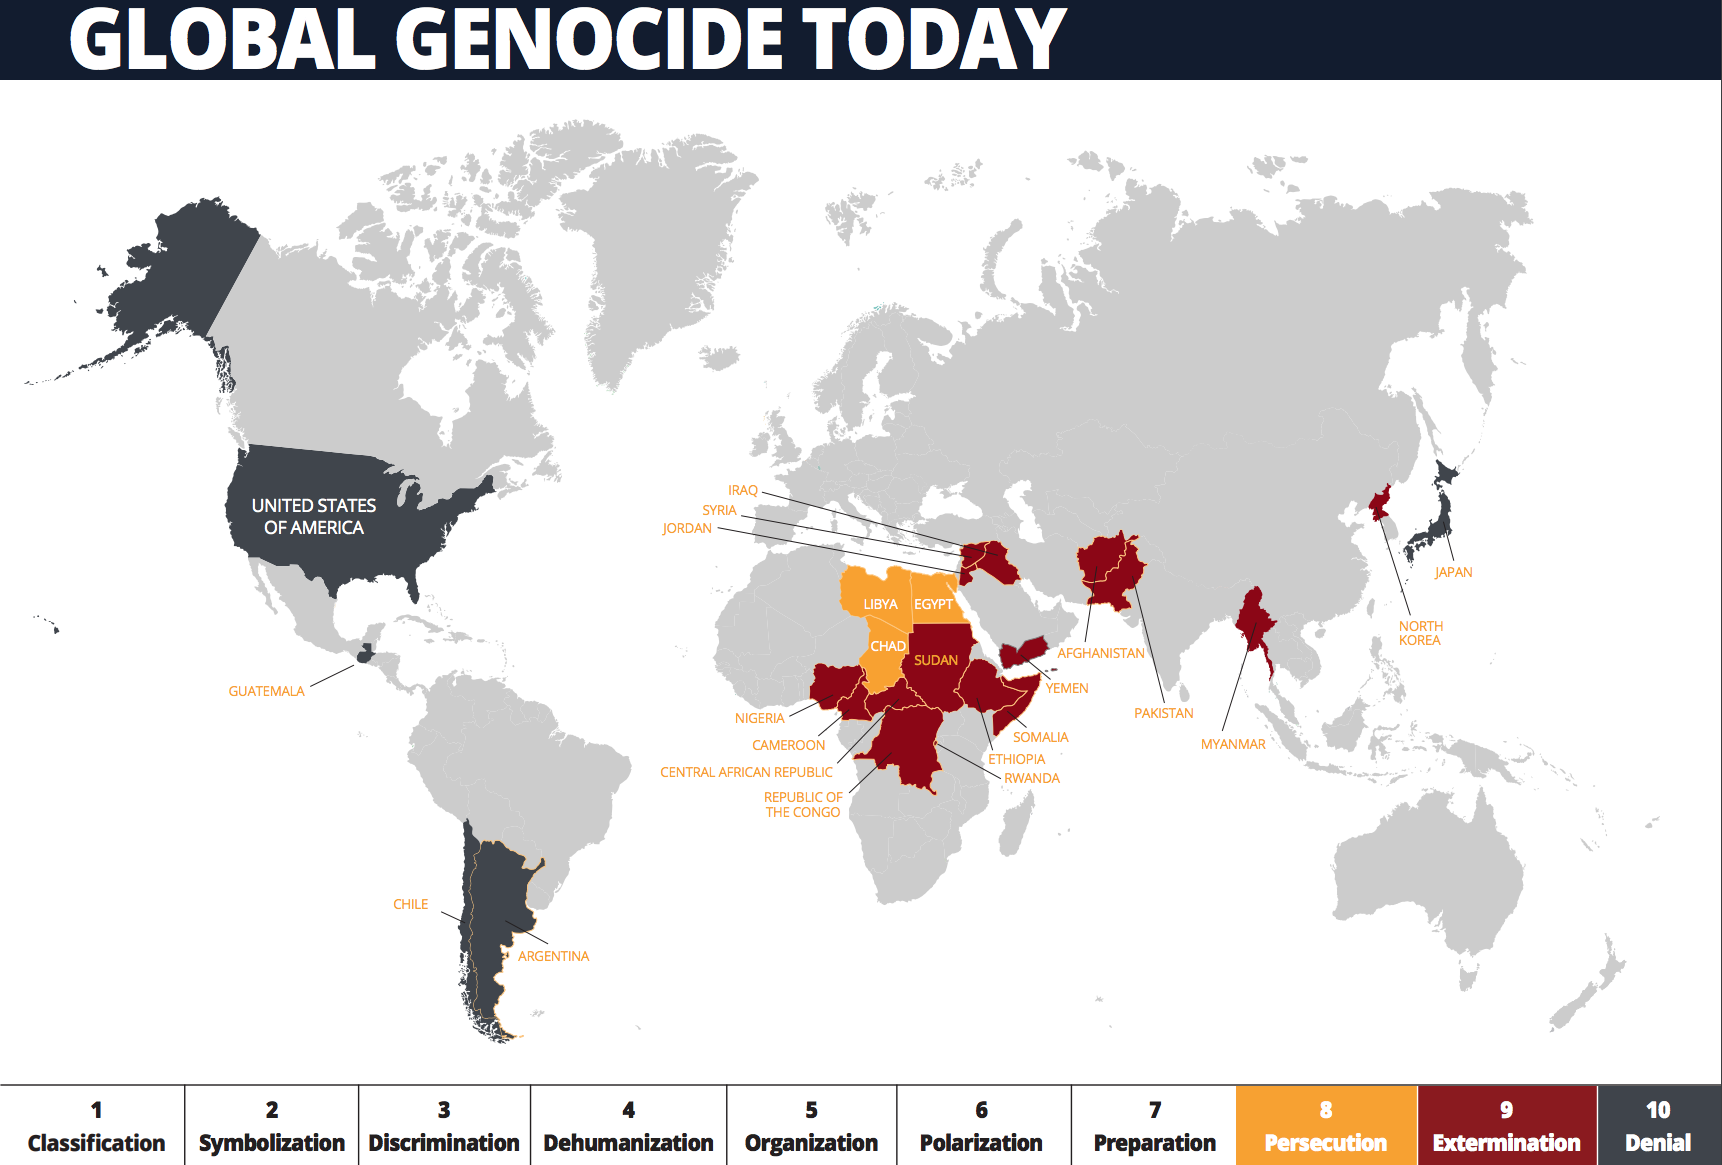 GLOBAL GENOCIDE TODAY
UNITED STATES
OF AMERICA
IRAQ
SYRIA
JORDAN
LIBYA
EGYPT
CHAD
SUDAN
GUATEMALA
NIGERIA
CAMEROON
CENTRAL AFRICAN REPUBLIC
REPUBLIC OF
THE CONGO
AFGHANISTAN
YEMEN
SOMALIA
ETHIOPIA
RWANDA
PAKISTAN
MYANMAR
JAPAN
NORTH
KOREA
CHILE
ARGENTINA
1
Classification
2
Symbolization
3
Discrimination
4
Dehumanization
5
Organization
6
Polarization
7
Preparation
8
Persecution
9
Extermination
10
Denial